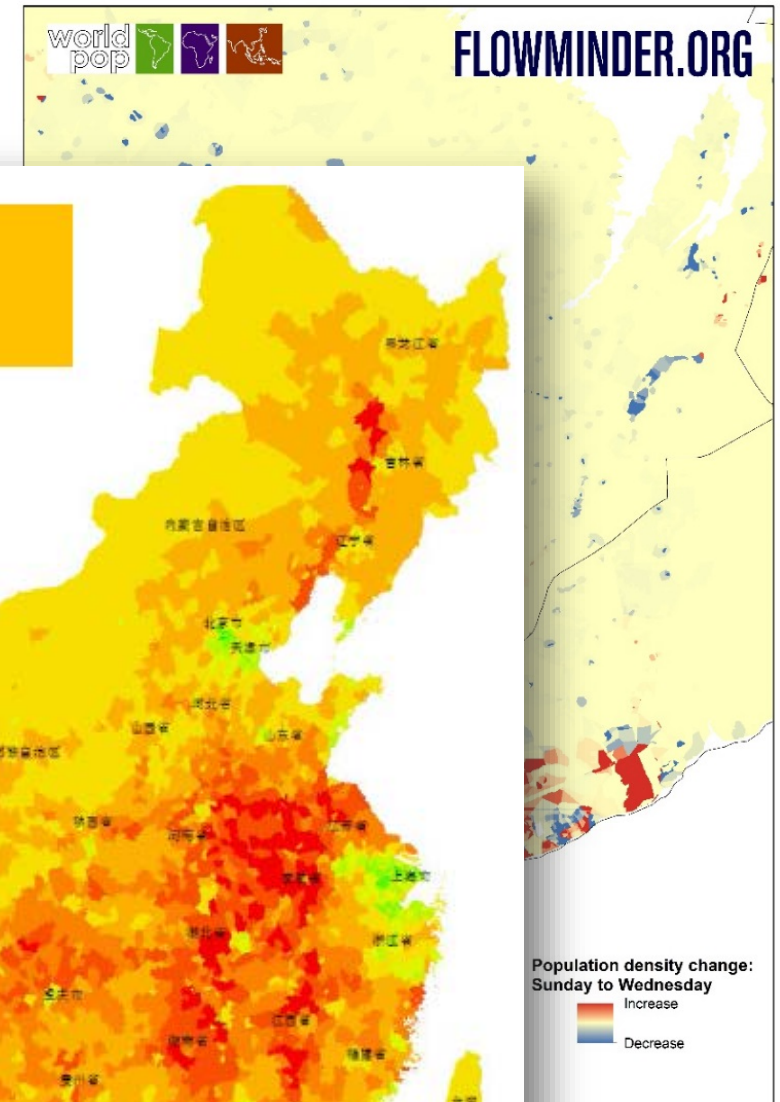 world
pop
FLOWMINDER.ORG
黑龙江省
吉林省
内蒙古自治区
辽宁省
北京市
天津市
河北省
山西省
山东省
陕西省
河南省
江苏省
安徽省
上海市
湖北省
浙江省
重庆市
江西省
湖南省
福建省
贵州省
Population density change:
Sunday to Wednesday
Increase
Decrease